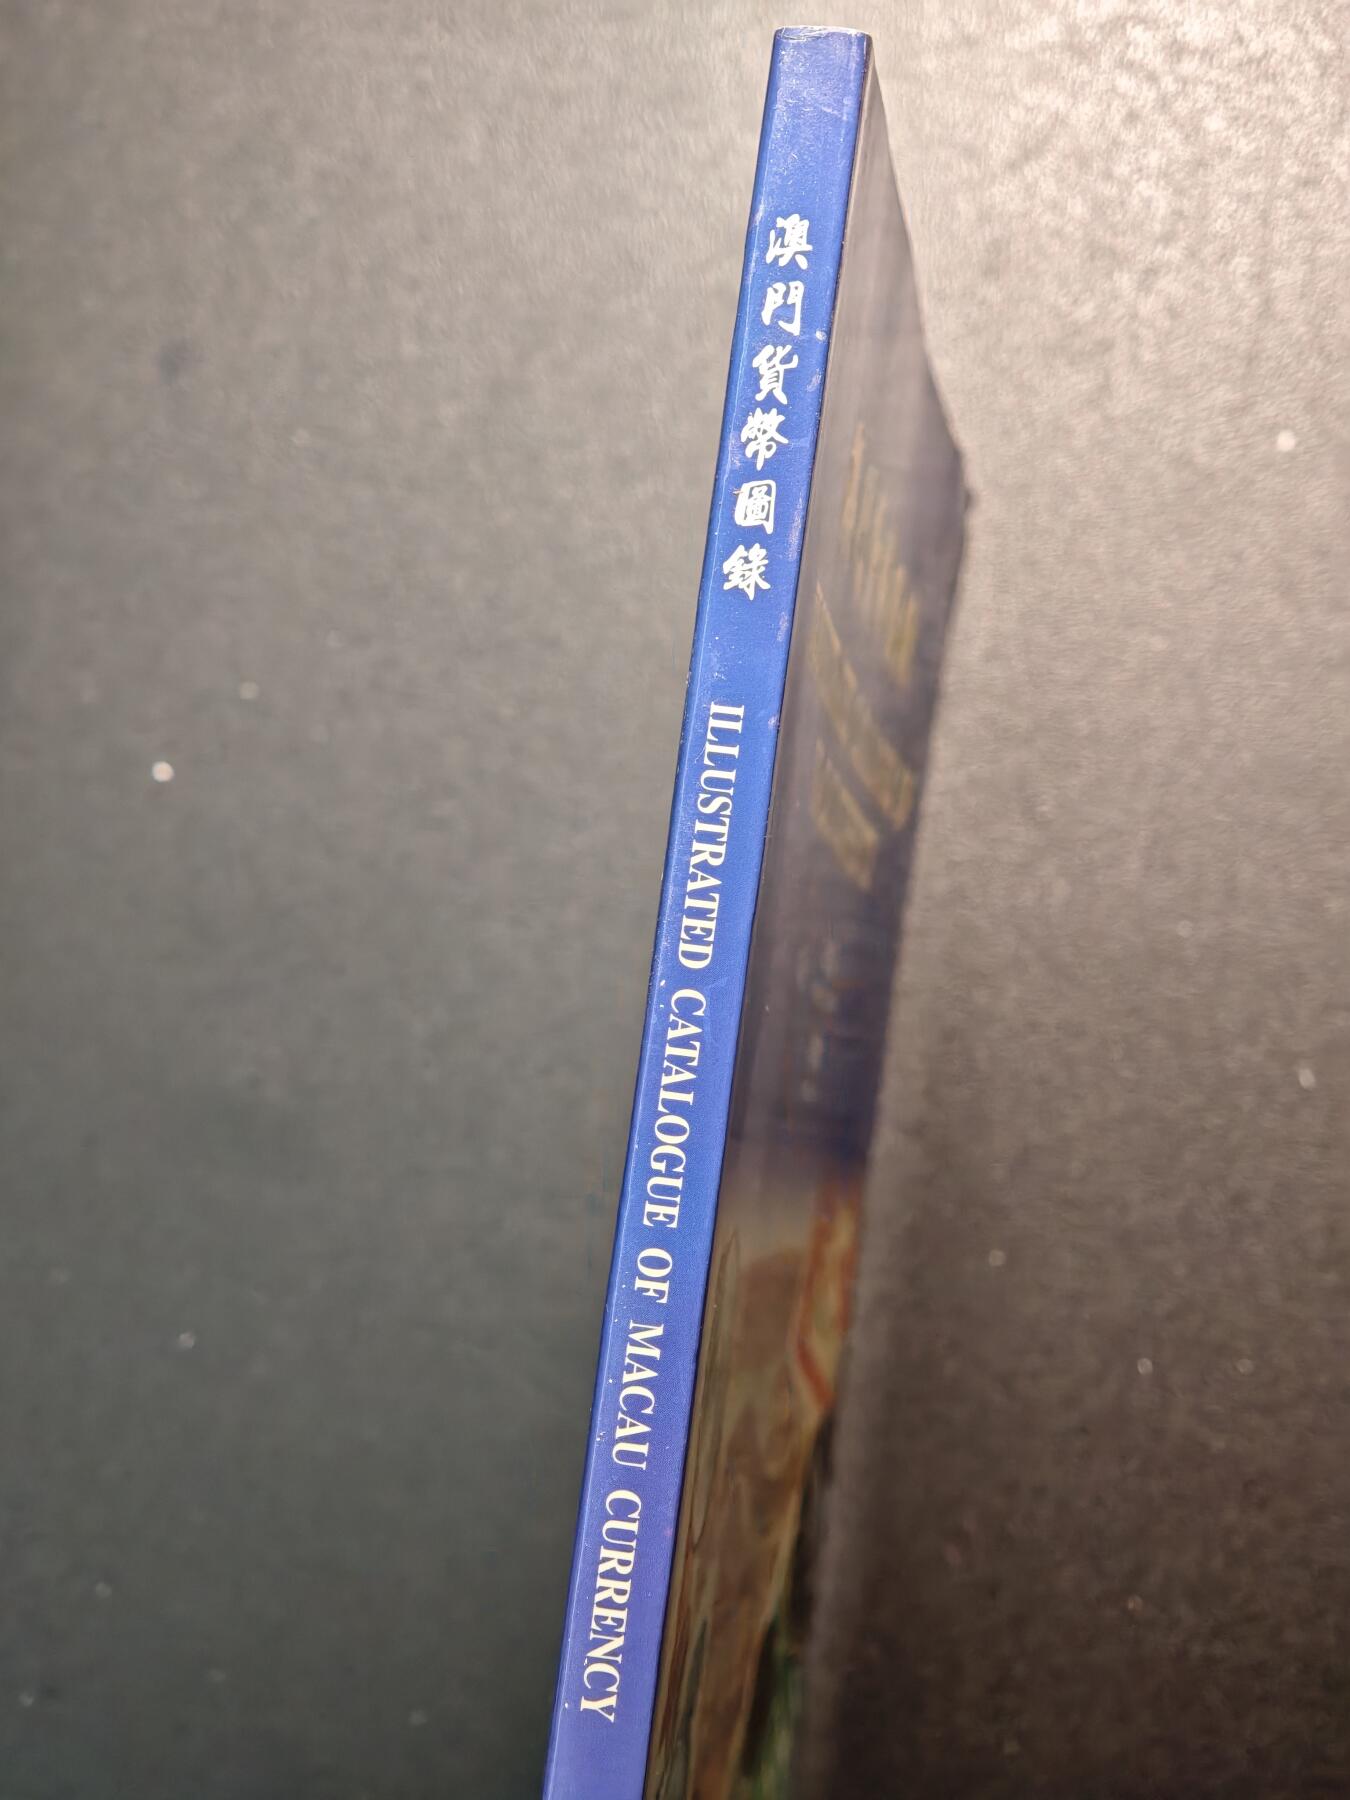 澳門貨幣圖錄
ILLUSTRATED CATALOGUE OF MACAU CURRENCY